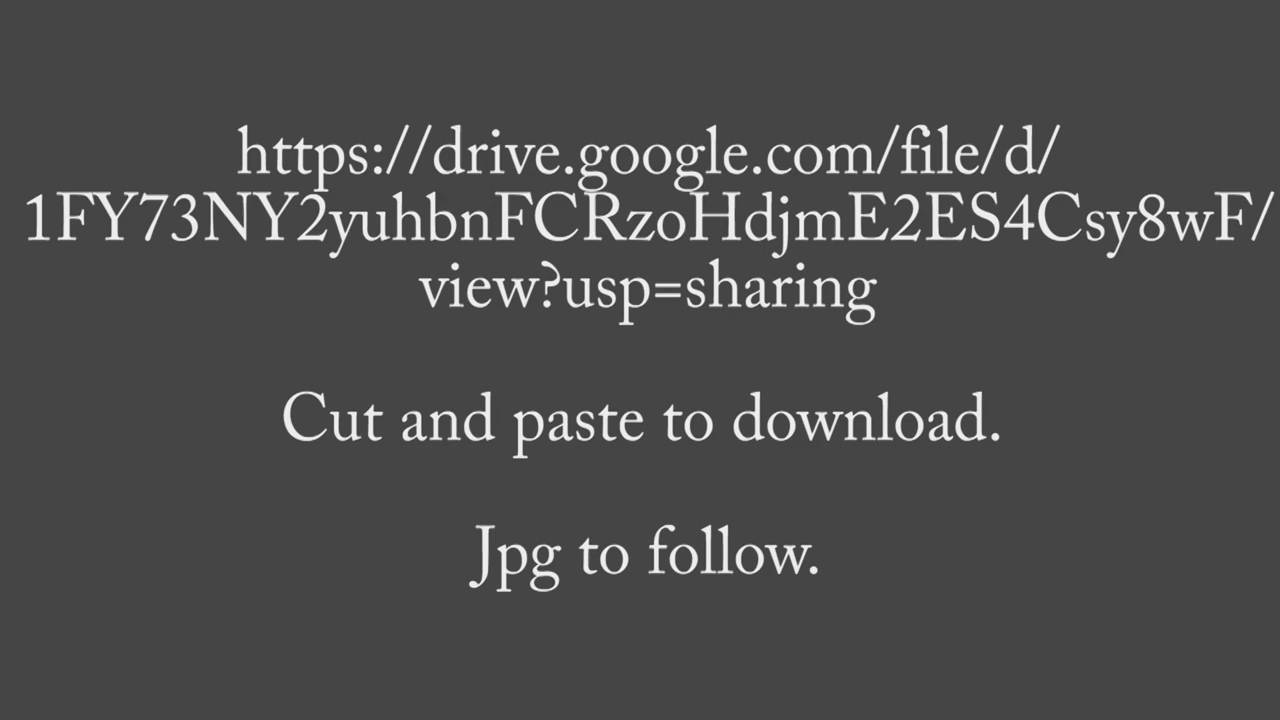 https://drive.google.com/file/d/
1FY73NY2yuhbnFCRzoHdjmE2ES4Csy8wF/
view?usp=sharing
Cut and paste to download.
Jpg to follow.